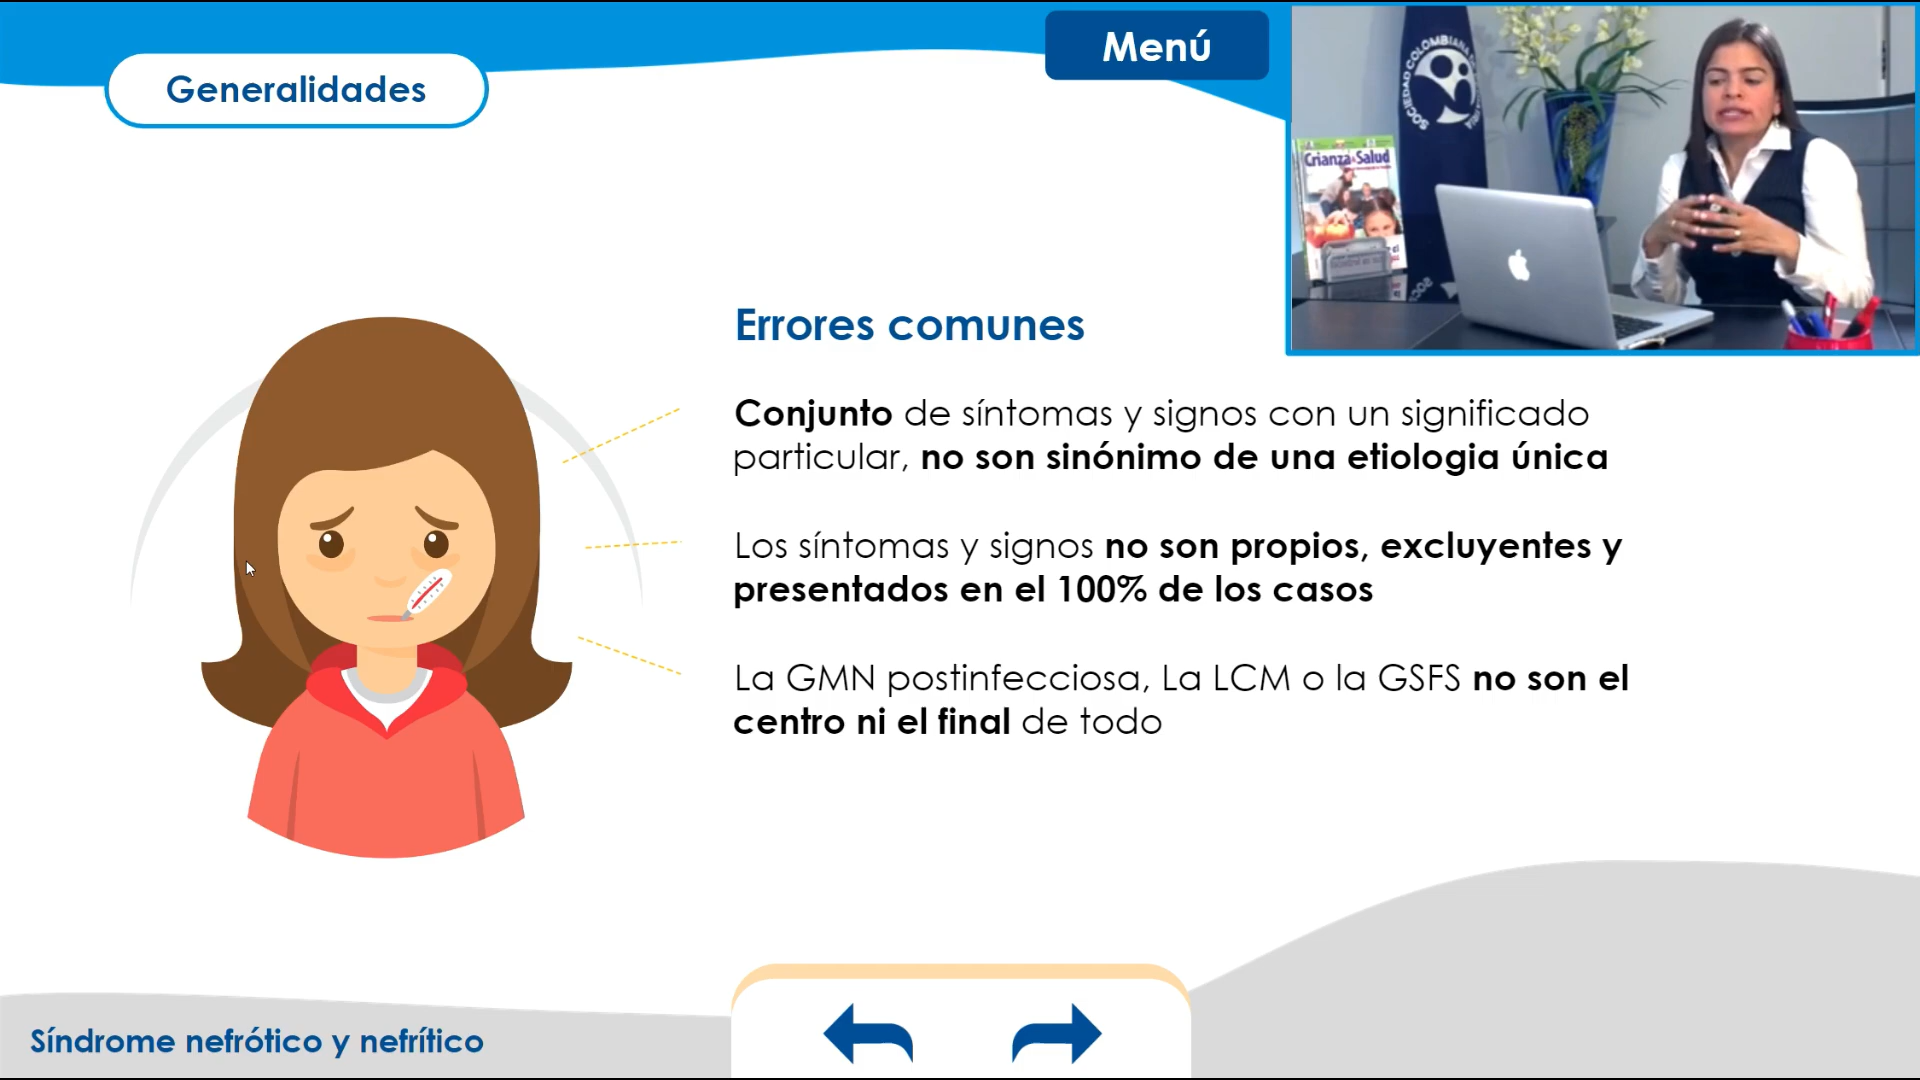 Generalidades
Menú
SOCIEDAD COLOMBIANA
Crianza & Salud
Errores comunes
Conjunto de síntomas y signos con un significado
particular, no son sinónimo de una etiologia única
Los síntomas y signos no son propios, excluyentes y
presentados en el 100% de los casos
La GMN postinfecciosa, La LCM o la GSFS no son el
centro ni el final de todo
Síndrome nefrótico y nefrítico